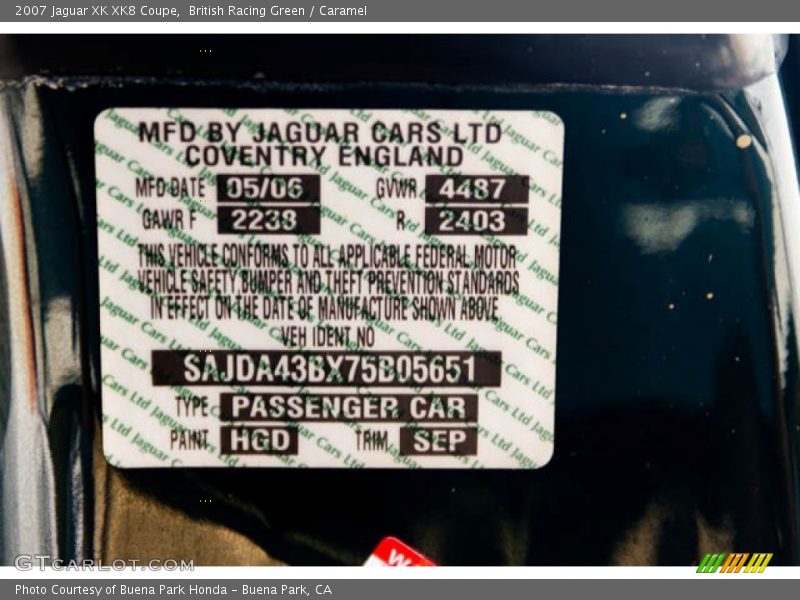 2007 Jaguar XK XK8 Coupe,  British Racing Green / Caramel
MFD BY JAGUAR CARS LTD
COVENTRY ENGLAND
MFD DATE 05/06 GVWR 4487
GAWR F 2238 R 2403
THIS VEHICLE CONFORMS TO ALL APPLICABLE FEDERAL MOTOR
VEHICLE SAFETY BUMPER AND THEFT PREVENTION STANDARDS
IN EFFECT ON THE DATE OF MANUFACTURE SHOWN ABOVE
VEH IDENT NO
SAJDA43BX75B05651
TYPE PASSENGER CAR
PAINT HGD TRIM SEP
GTCARLOT.COM
Photo Courtesy of Buena Park Honda - Buena Park, CA